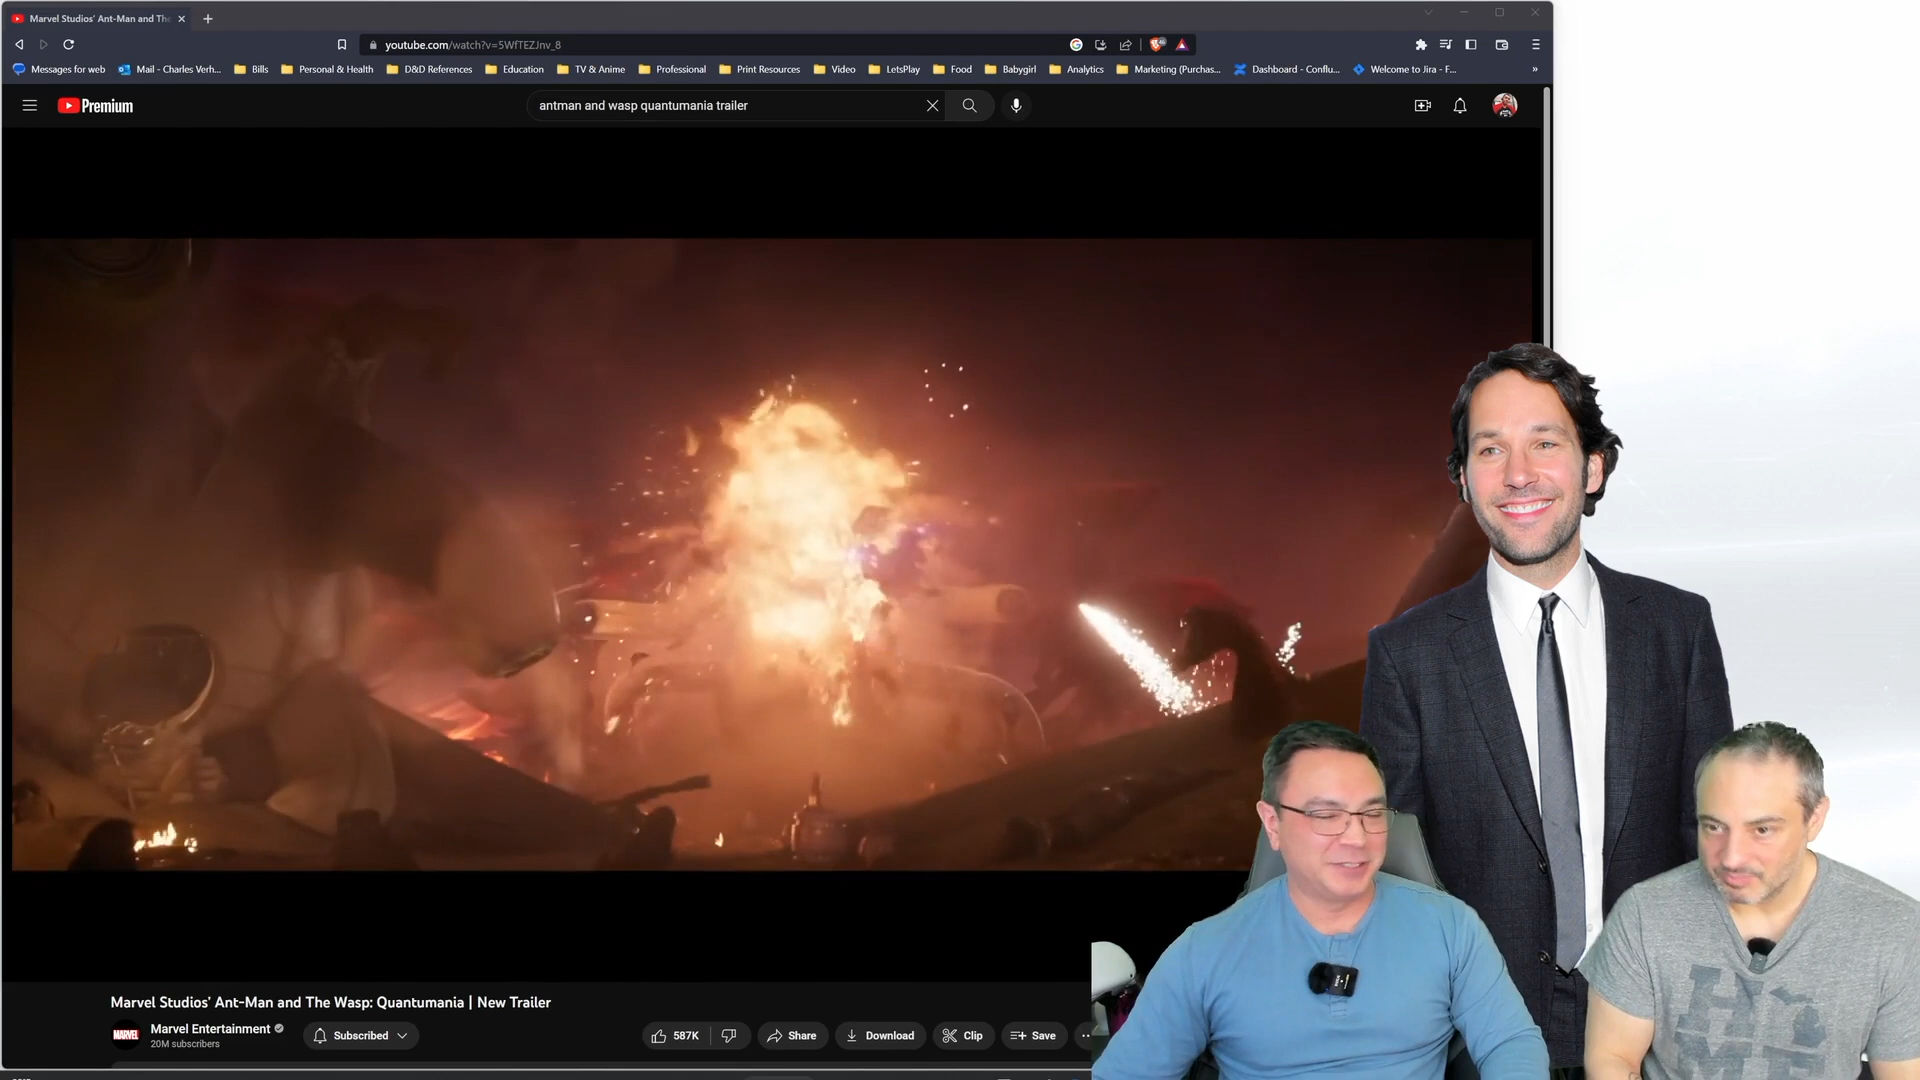 Marvel Studios' Ant-Man and The
youtube.com/watch?v=5WfTEZJnv_8
Messages for web
Mail - Charles Verh...
Bills
Personal & Health
D&D References
Education
TV & Anime
Professional
Print Resources
Video
LetsPlay
Food
Babygirl
Analytics
Marketing (Purchas...
Dashboard - Conflu...
Welcome to Jira - F...
»
Premium
antman and wasp quantumania trailer
Marvel Studios' Ant-Man and The Wasp: Quantumania | New Trailer
MARVEL
Marvel Entertainment
20M subscribers
Subscribed
587K
Share
Download
Clip
Save